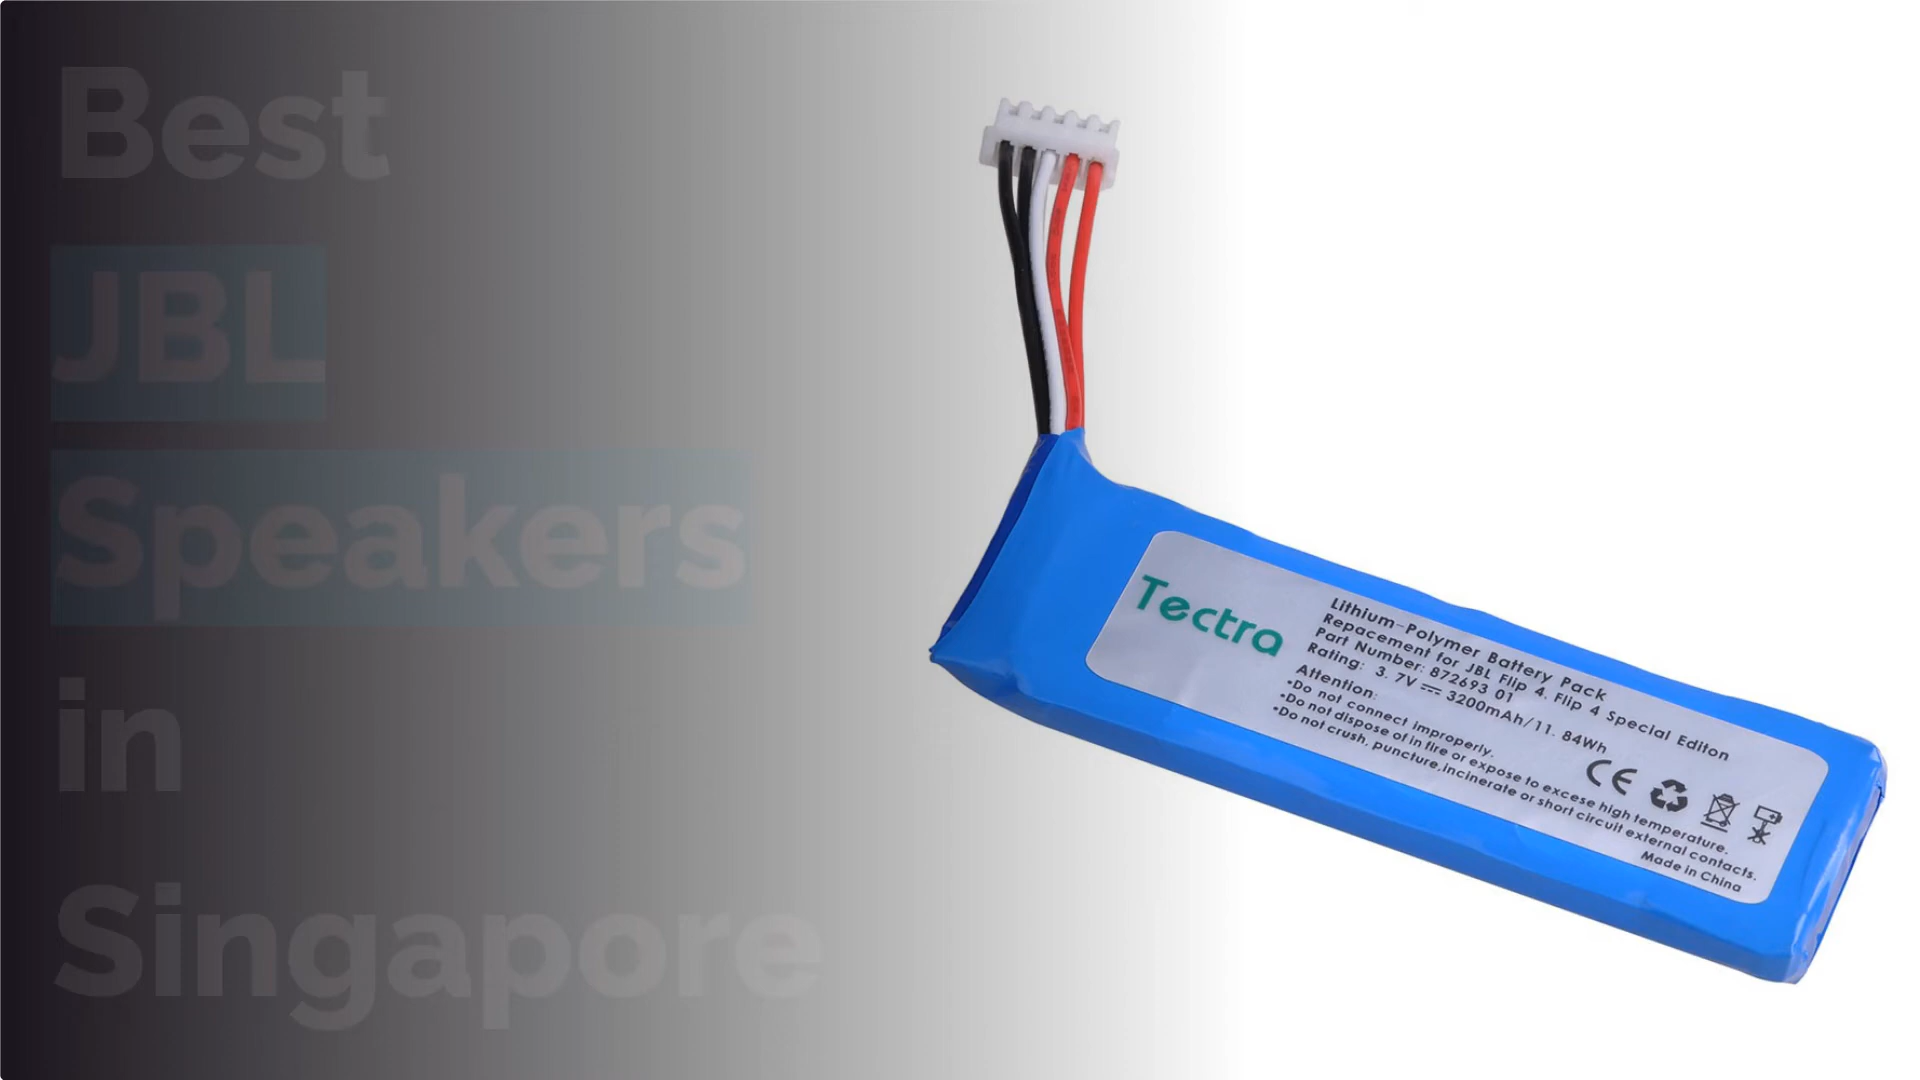 Best
JBL
Speakers
in
Singapore
Tectra
Lithium-Polymer Battery Pack
Repacement for JBL Flip 4, Flip 4 Special Editon
Part Number: 872693 01
Rating: 3.7V ⎓ 3200mAh/11.84Wh
Attention:
•Do not connect improperly.
•Do not dispose of in fire or expose to excese high temperature.
•Do not crush, puncture,incinerate or short circuit external contacts.
CE
Made in China